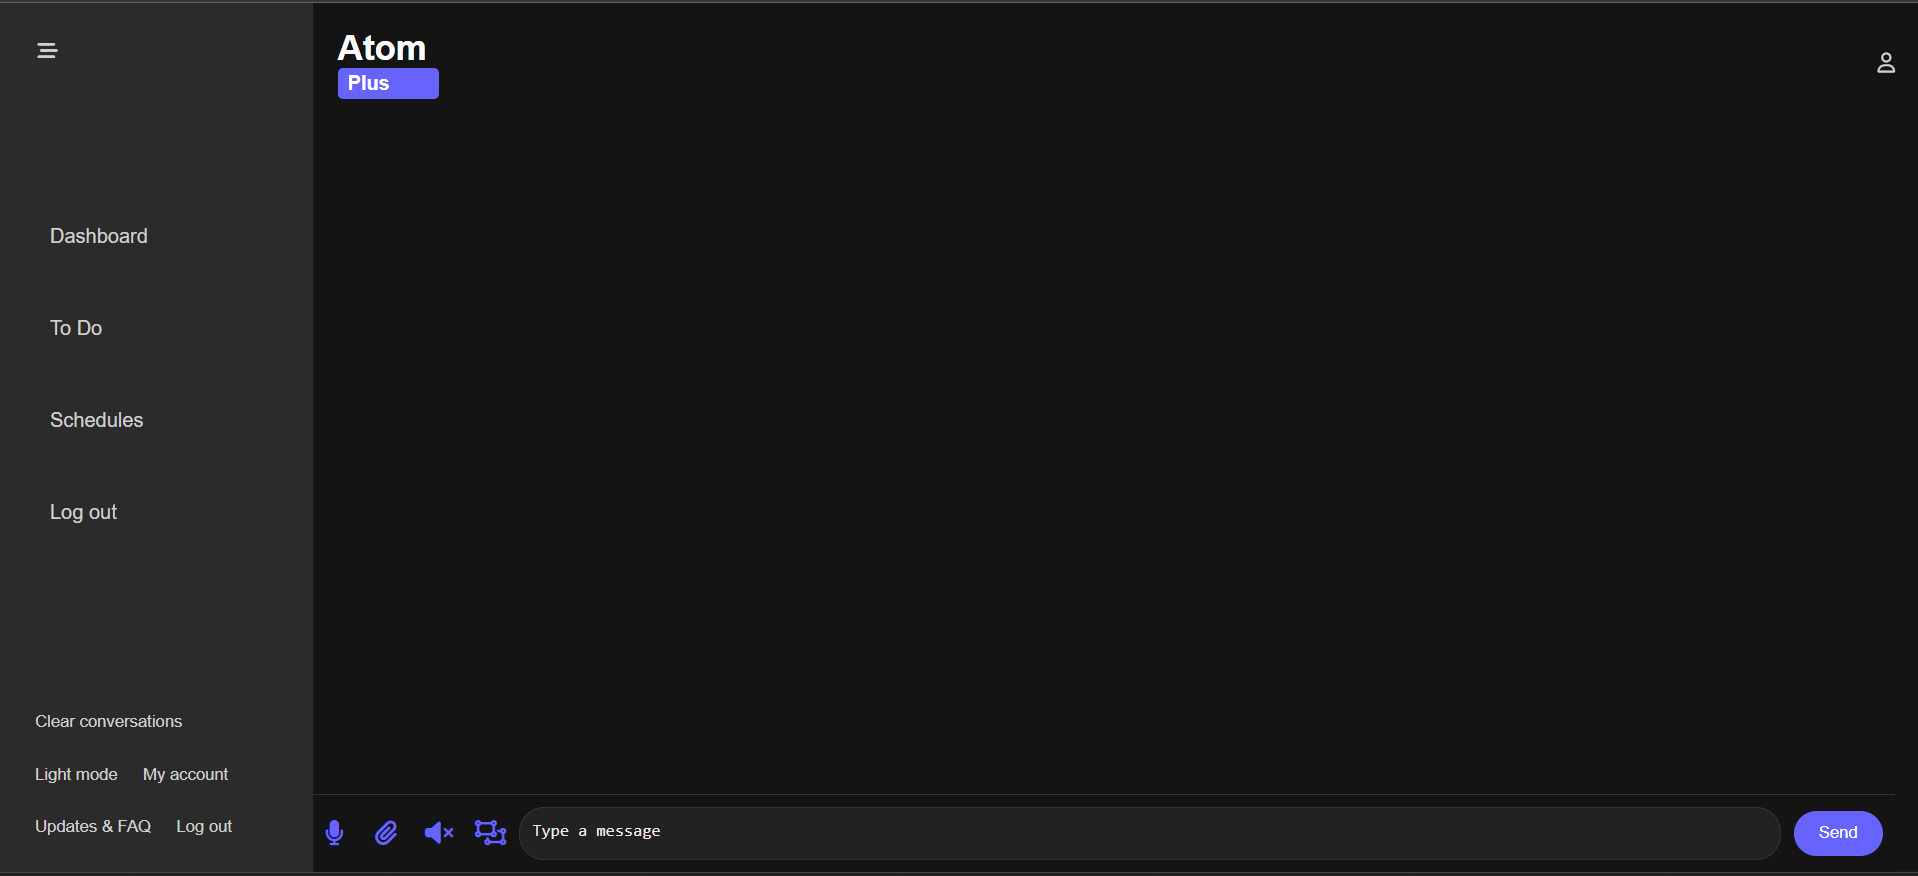 Atom
Plus
Dashboard
To Do
Schedules
Log out
Clear conversations
Light mode My account
Updates & FAQ Log out
Type a message
Send